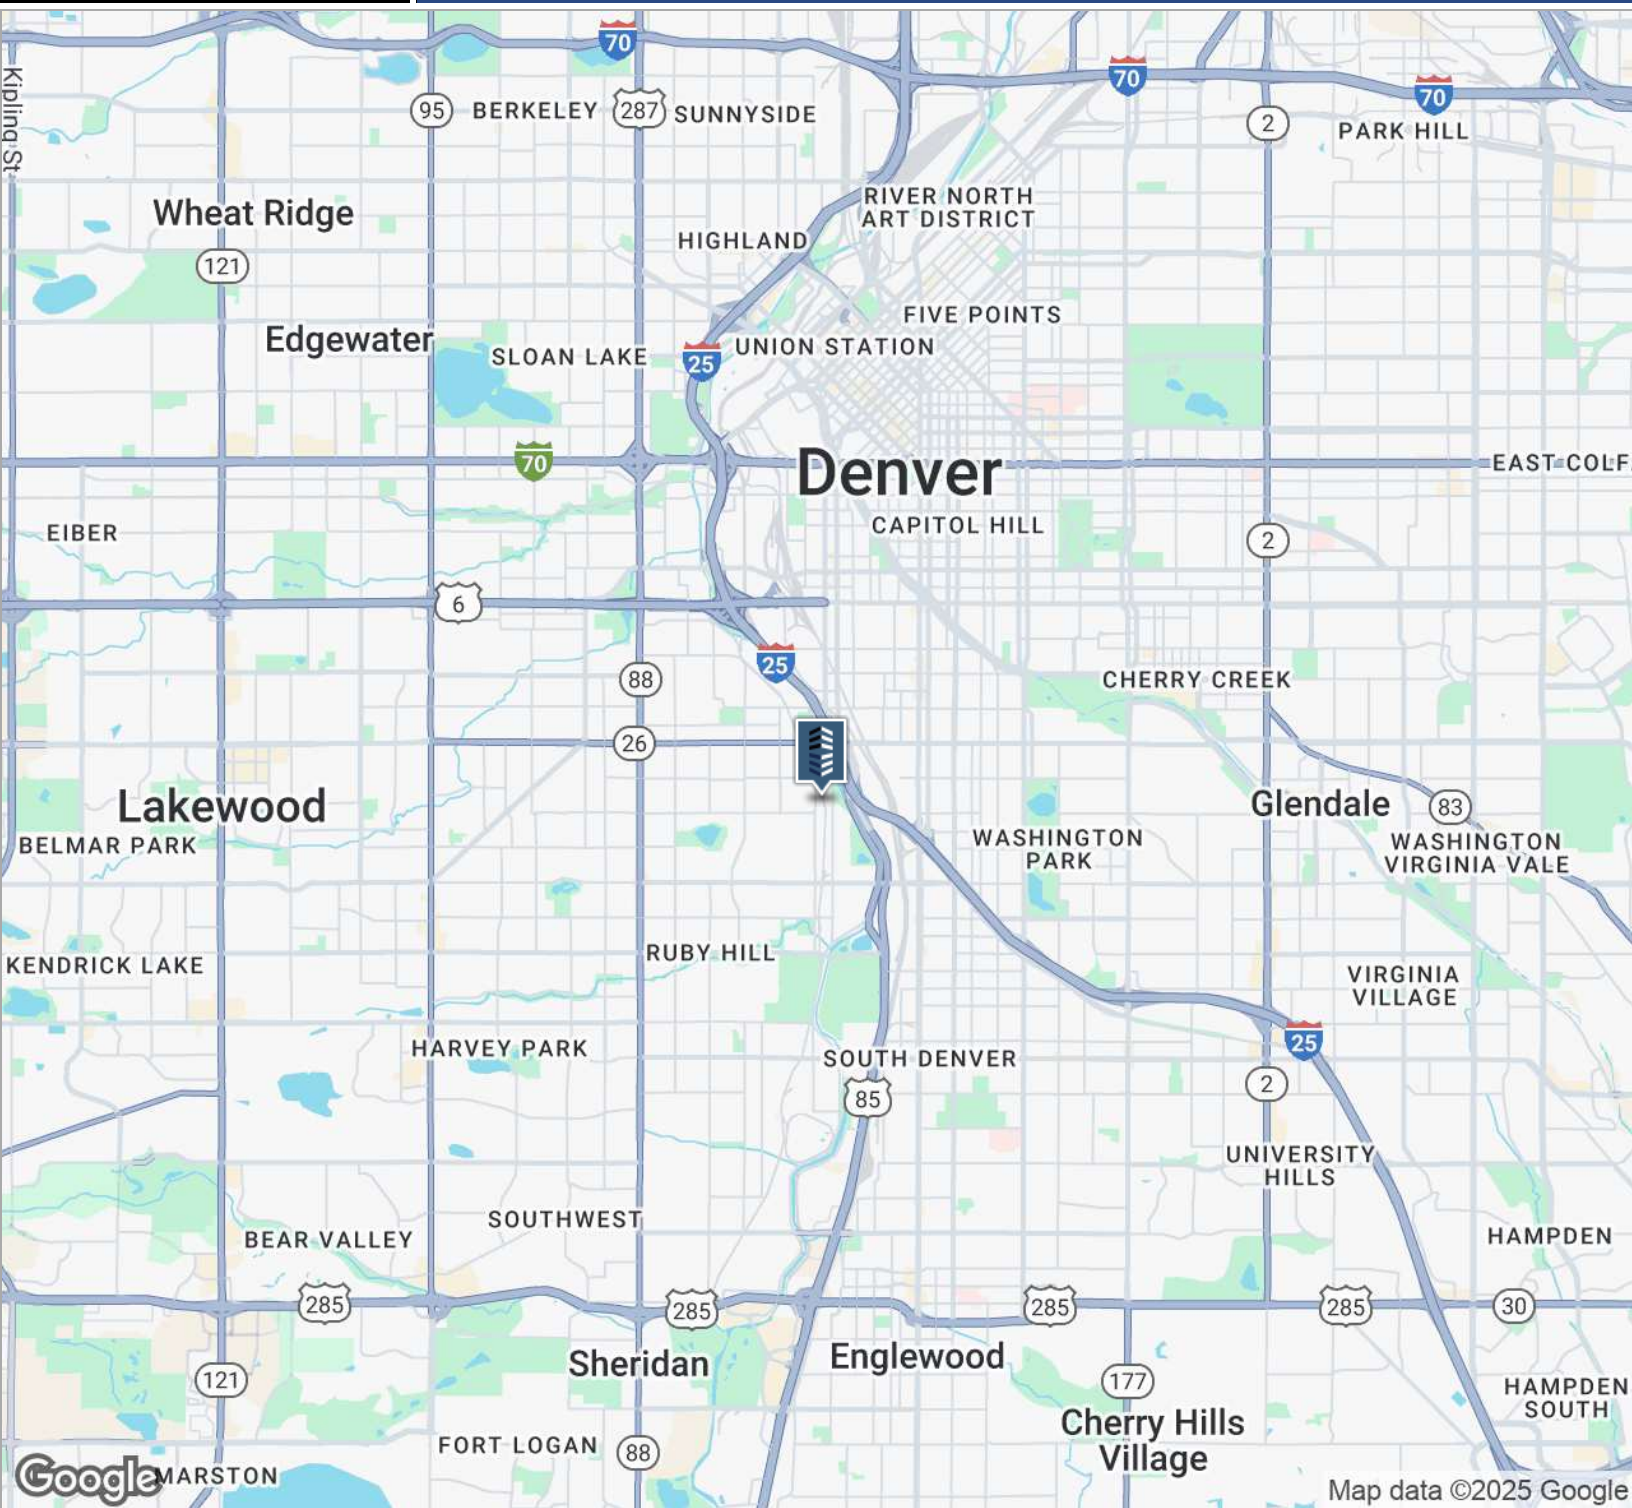 70
70
70
Kipling St
95
BERKELEY
287
SUNNYSIDE
2
PARK HILL
Wheat Ridge
RIVER NORTH
ART DISTRICT
HIGHLAND
121
FIVE POINTS
Edgewater
SLOAN LAKE
25
UNION STATION
70
Denver
EAST COLFA
EIBER
CAPITOL HILL
2
6
25
88
CHERRY CREEK
26
Lakewood
Glendale
83
BELMAR PARK
WASHINGTON
PARK
WASHINGTON
VIRGINIA VALE
RUBY HILL
KENDRICK LAKE
VIRGINIA
VILLAGE
HARVEY PARK
SOUTH DENVER
25
2
85
UNIVERSITY
HILLS
SOUTHWEST
BEAR VALLEY
HAMPDEN
285
285
285
285
30
Sheridan
Englewood
121
177
HAMPDEN
SOUTH
Cherry Hills
Village
FORT LOGAN
88
Google
MARSTON
Map data ©2025 Google